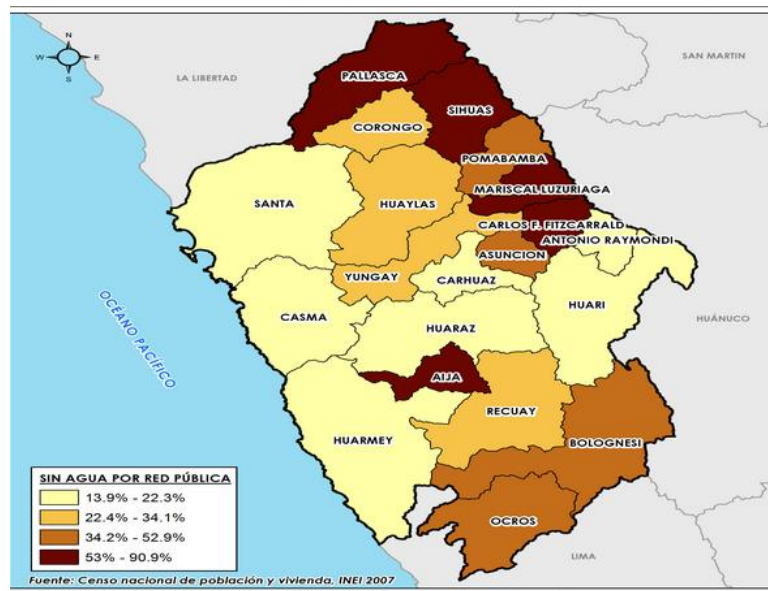 N
W E
S
SAN MARTIN
LA LIBERTAD
PALLASCA
SIHUAS
CORONGO
POMABAMBA
MARISCAL LUZURIAGA
SANTA
HUAYLAS
CARLOS F. FITZCARRALD
ANTONIO RAYMONDI
ASUNCION
YUNGAY
CARHUAZ
HUARI
CASMA
HUARAZ
HUÁNUCO
OCÉANO PACÍFICO
AIJA
RECUAY
HUARMEY
BOLOGNESI
OCROS
LIMA
SIN AGUA POR RED PÚBLICA
13.9% - 22.3%
22.4% - 34.1%
34.2% - 52.9%
53% - 90.9%
Fuente: Censo nacional de población y vivienda, INEI 2007